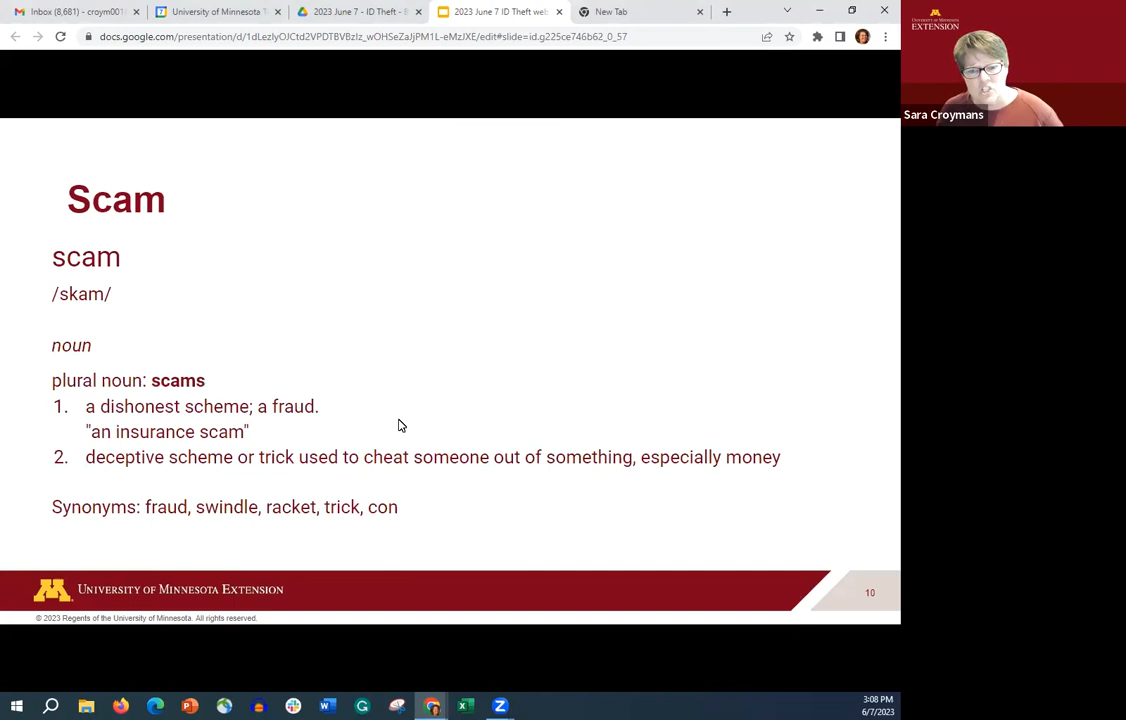 Inbox (8,681) - croym001
University of Minnesota T
2023 June 7 - ID Theft - E
2023 June 7 ID Theft web
New Tab
docs.google.com/presentation/d/1dLezIyOJCtd2VPDTBVBzIz_wOHSeZaJjPM1L-eMzJXE/edit#slide=id.g225ce746b62_0_57
UNIVERSITY OF MINNESOTA
EXTENSION
Sara Croymans
Scam
scam
/skam/
noun
plural noun: scams
1. a dishonest scheme; a fraud.
"an insurance scam"
2. deceptive scheme or trick used to cheat someone out of something, especially money
Synonyms: fraud, swindle, racket, trick, con
UNIVERSITY OF MINNESOTA EXTENSION
10
© 2023 Regents of the University of Minnesota. All rights reserved.
3:08 PM
6/7/2023